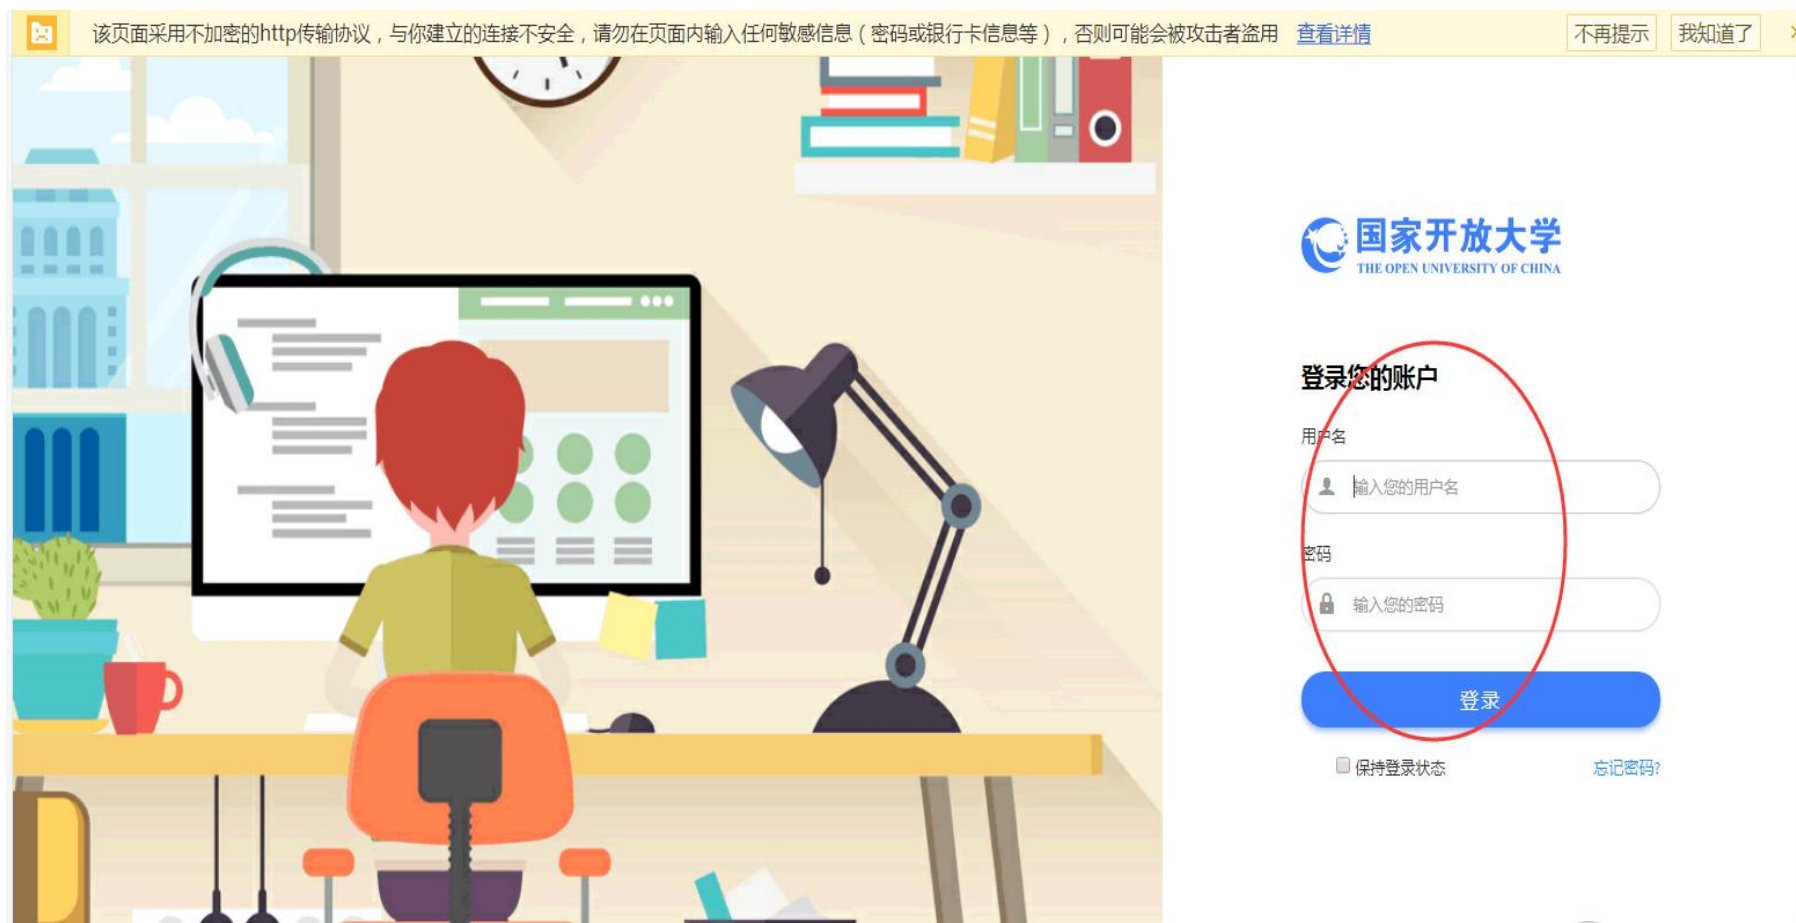 该页面采用不加密的http传输协议，与你建立的连接不安全，请勿在页面内输入任何敏感信息（密码或银行卡信息等），否则可能会被攻击者盗用 查看详情 不再提示 我知道了
国家开放大学
THE OPEN UNIVERSITY OF CHINA
登录您的账户
用户名
输入您的用户名
密码
输入您的密码
登录
保持登录状态 忘记密码?